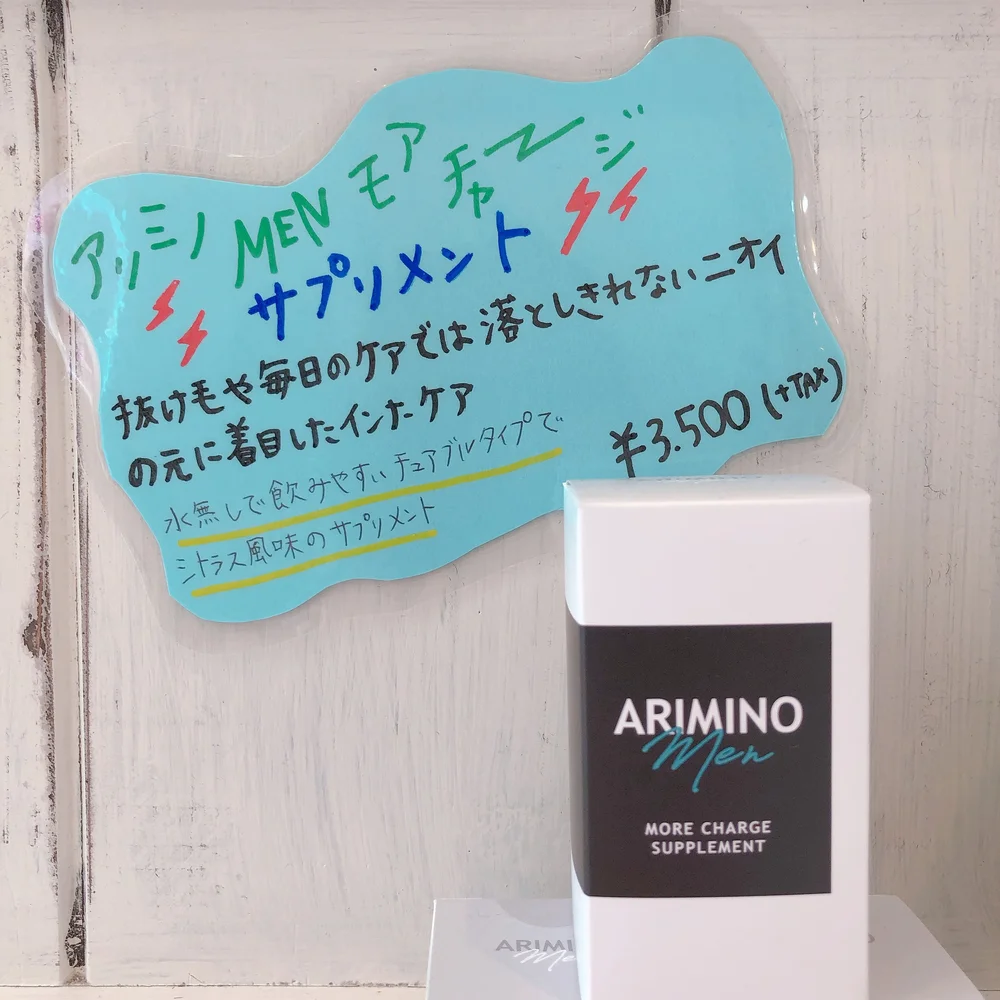 アリミノ MEN モアチャージ
サプリメント
抜け毛や毎日のケアでは落としきれないニオイ
の元に着目したインナーケア
¥3.500(+TAX)
水無しで飲みやすいチュアブルタイプで
シトラス風味のサプリメント
ARIMINO
Men
MORE CHARGE
SUPPLEMENT
ARIMI
Me